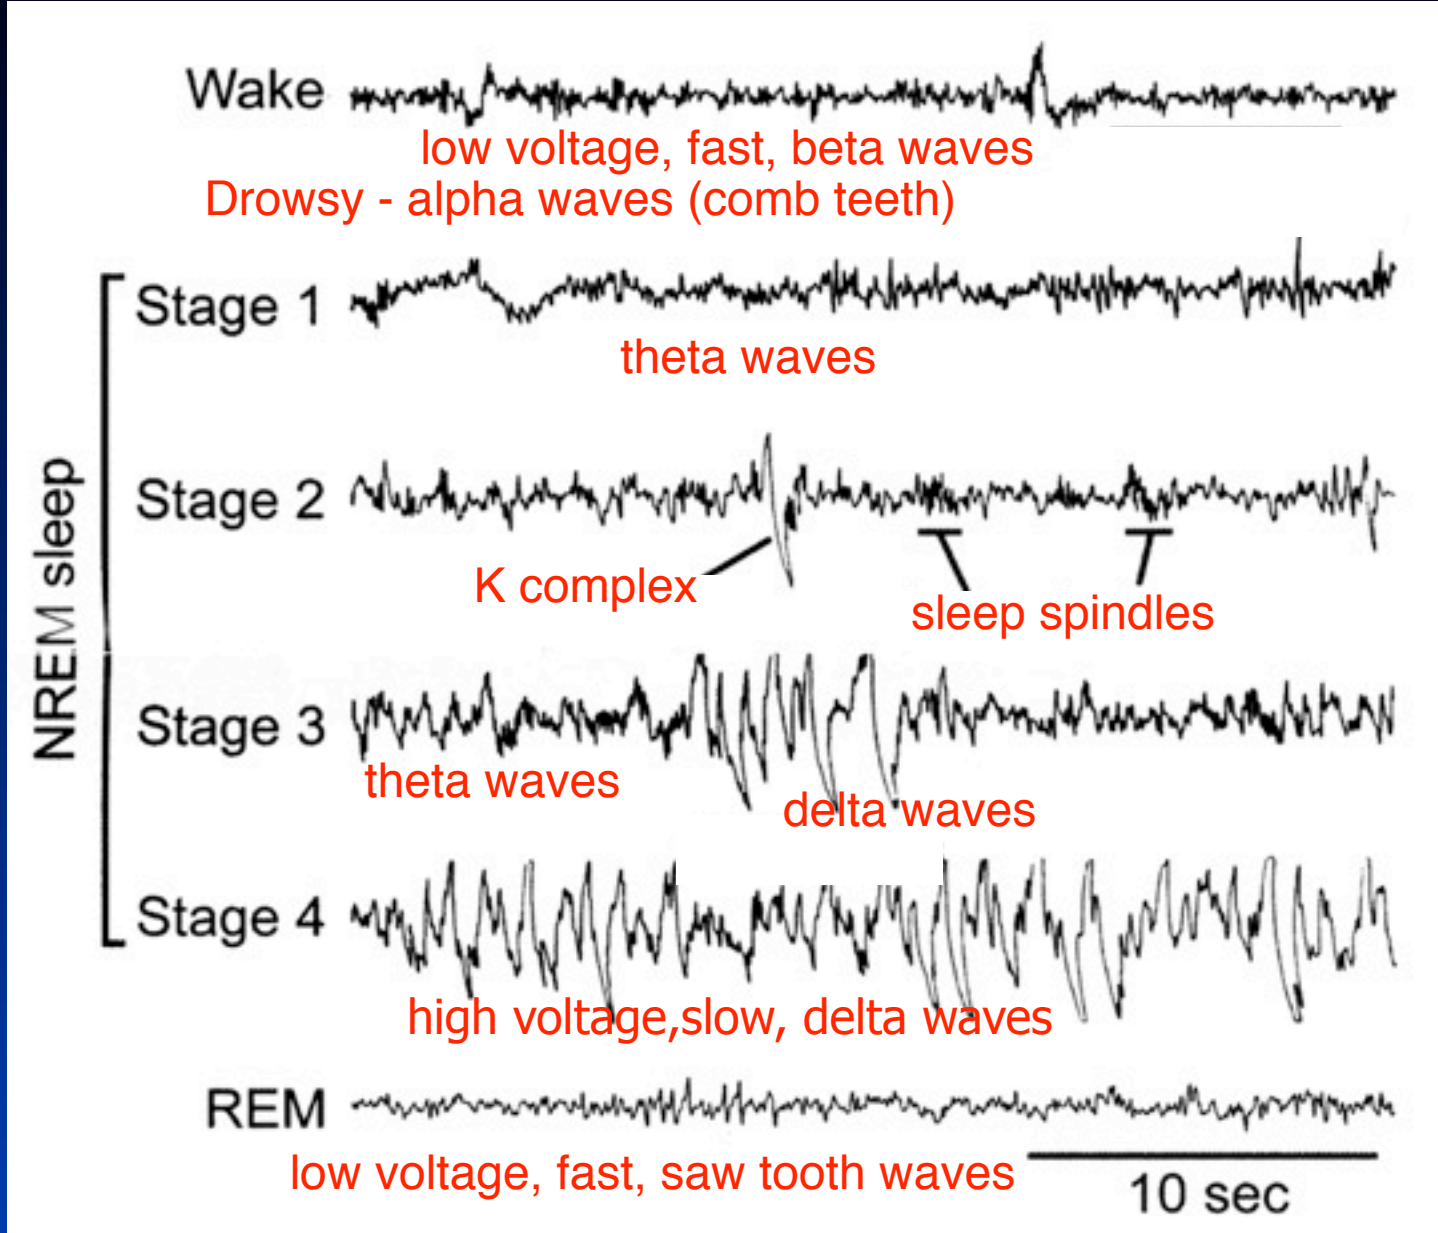 Wake
low voltage, fast, beta waves
Drowsy - alpha waves (comb teeth)
NREM sleep
Stage 1
theta waves
Stage 2
K complex
sleep spindles
Stage 3
theta waves
delta waves
Stage 4
high voltage,slow, delta waves
REM
low voltage, fast, saw tooth waves
10 sec